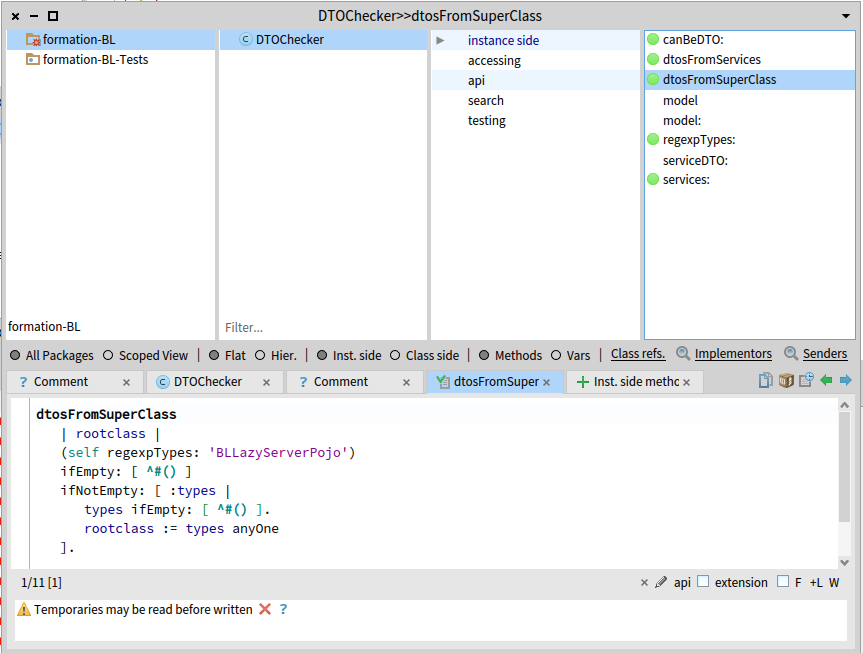 DTOChecker>>dtosFromSuperClass
formation-BL
formation-BL-Tests
formation-BL
DTOChecker
Filter...
instance side
accessing
api
search
testing
canBeDTO:
dtosFromServices
dtosFromSuperClass
model
model:
regexpTypes:
serviceDTO:
services:
All Packages Scoped View | Flat Hier. | Inst. side Class side | Methods Vars | Class refs. Implementors Senders
? Comment × DTOChecker × ? Comment × dtosFromSuper × Inst. side methc ×
dtosFromSuperClass
| rootclass |
(self regexpTypes: 'BLLazyServerPojo')
ifEmpty: [ ^#() ]
ifNotEmpty: [ :types |
types ifEmpty: [ ^#() ].
rootclass := types anyOne
].
1/11 [1]
× api extension F +L W
Temporaries may be read before written ?